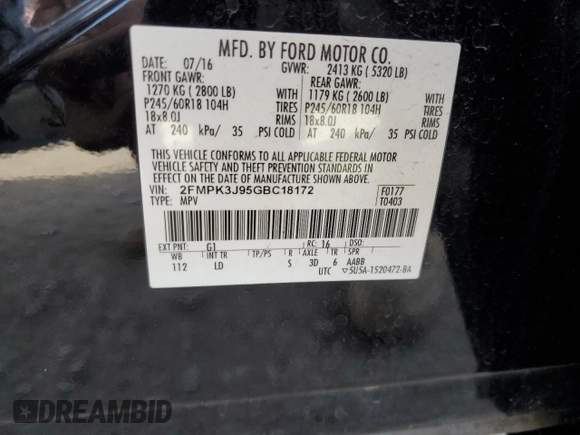 MFD. BY FORD MOTOR CO.
DATE: 07/16 GVWR: 2413 KG ( 5320 LB)
FRONT GAWR: REAR GAWR:
1270 KG ( 2800 LB) WITH 1179 KG ( 2600 LB) WITH
P245/60R18 104H TIRES P245/60R18 104H TIRES
18x8.0J RIMS 18x8.0J RIMS
AT 240 kPa/ 35 PSI COLD AT 240 kPa/ 35 PSI COLD
THIS VEHICLE CONFORMS TO ALL APPLICABLE FEDERAL MOTOR
VEHICLE SAFETY AND THEFT PREVENTION STANDARDS IN
EFFECT ON THE DATE OF MANUFACTURE SHOWN ABOVE.
VIN: 2FMPK3J95GBC18172 F0177
TYPE: MPV T0403
EXT PNT: G1 RC: 16 DSO:
WB INT TR TP/PS R AXLE TR SPR
112 LD S 3D 6 AABB
UTC 5U5A-1520472-BA
DREAMBID